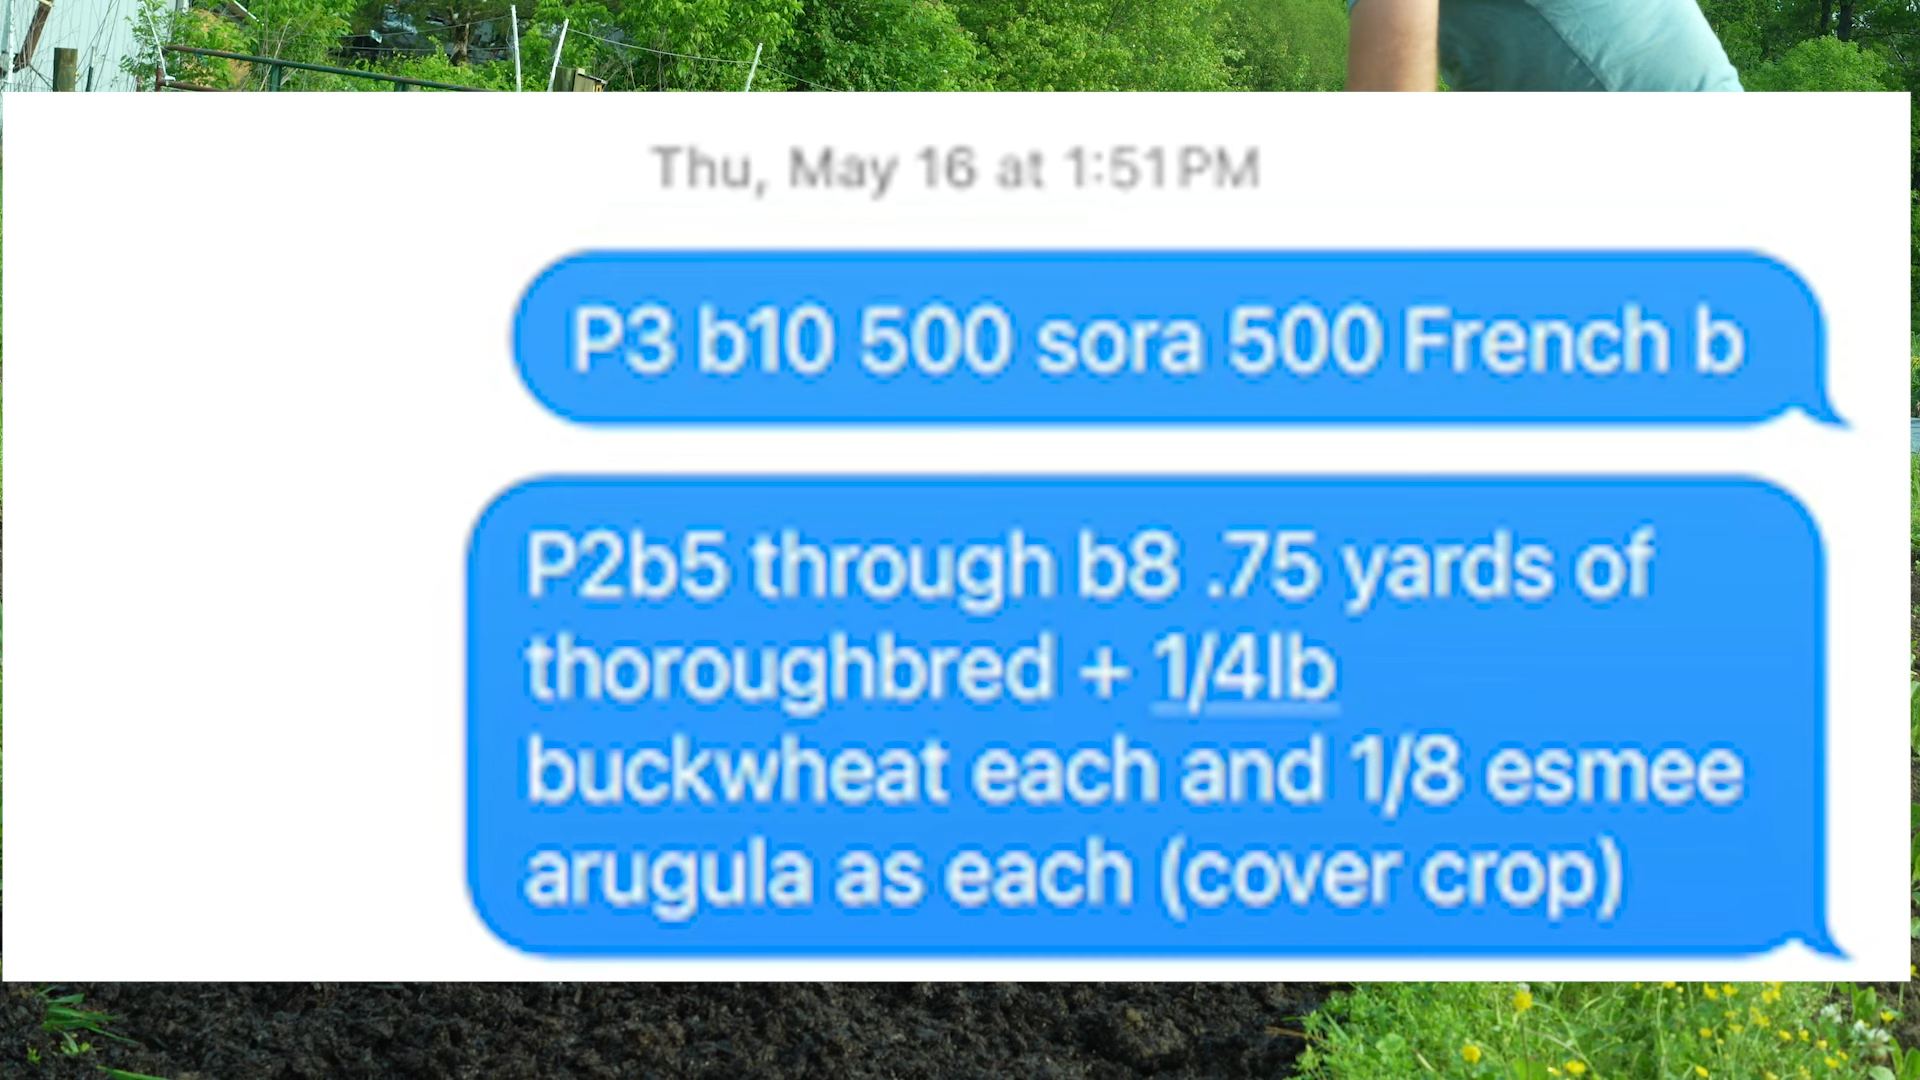 Thu, May 16 at 1:51PM
P3 b10 500 sora 500 French b
P2b5 through b8 .75 yards of
thoroughbred + 1/4lb
buckwheat each and 1/8 esmee
arugula as each (cover crop)